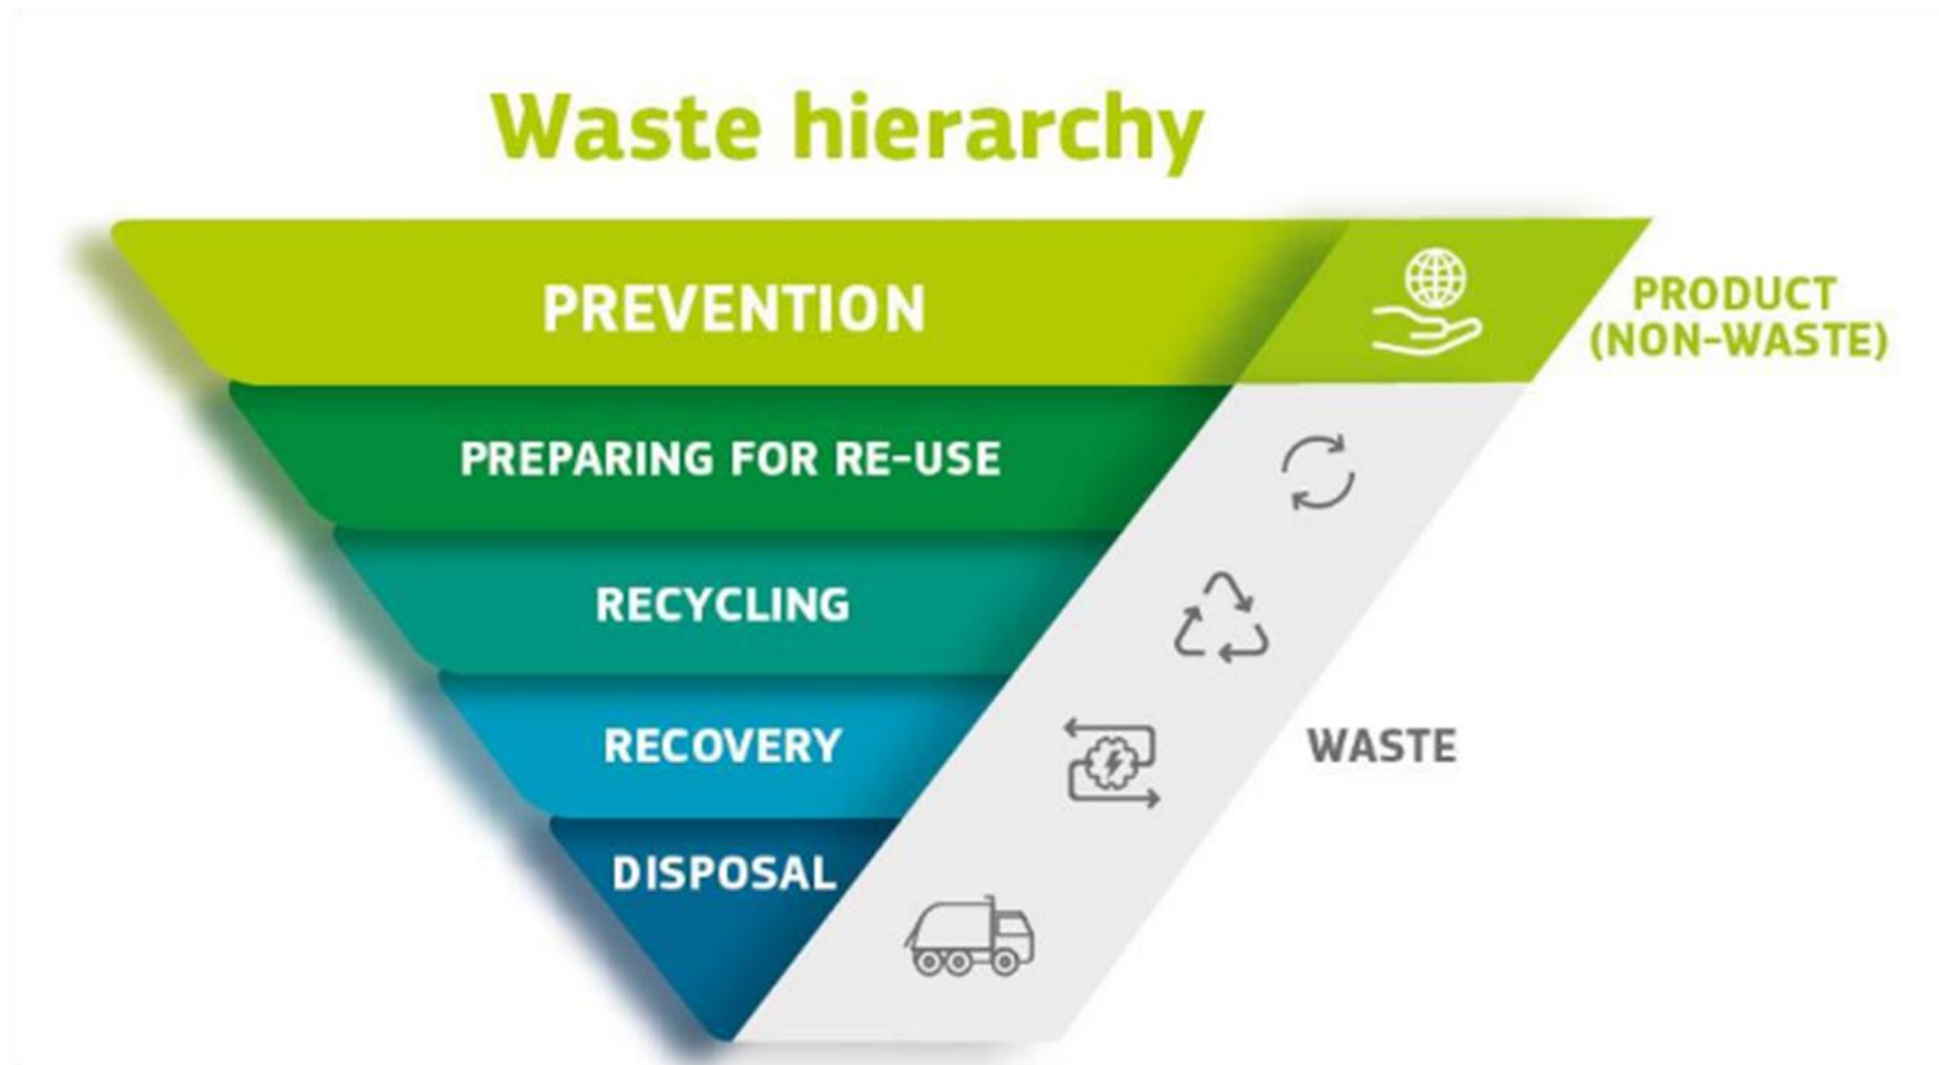 Waste hierarchy
PREVENTION
PRODUCT
(NON-WASTE)
PREPARING FOR RE-USE
RECYCLING
RECOVERY
WASTE
DISPOSAL